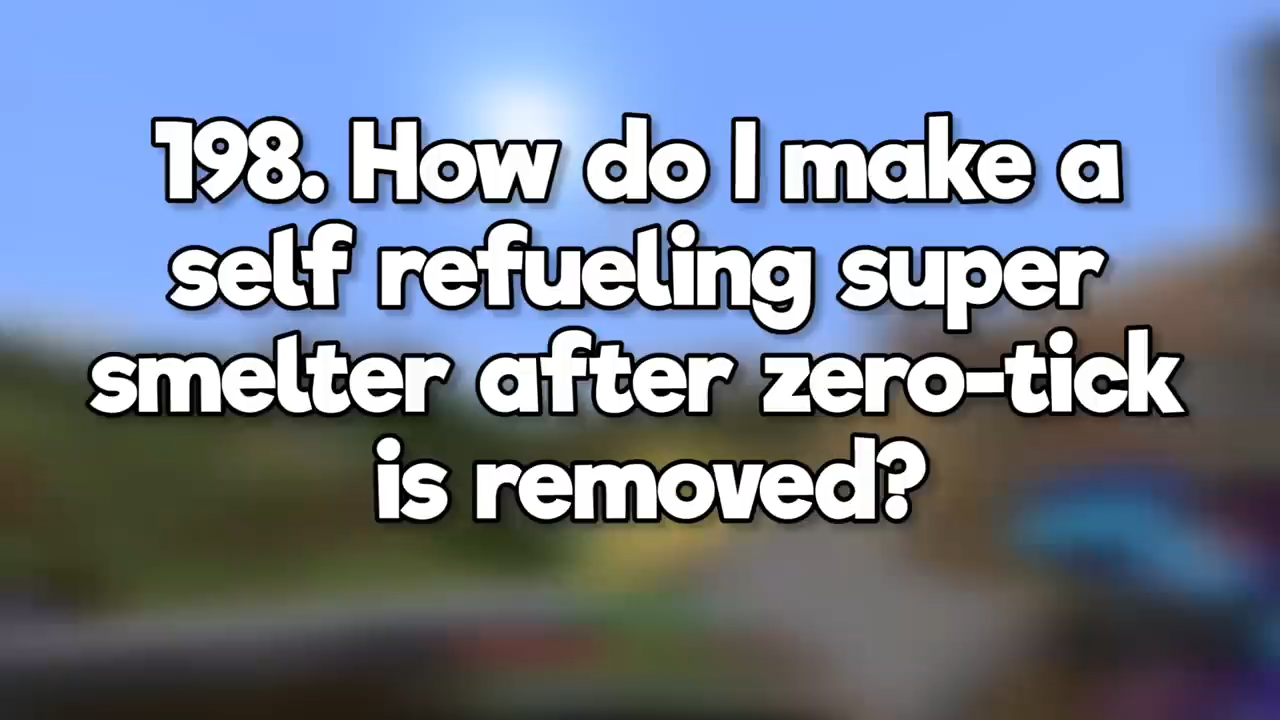 198. How do I make a
self refueling super
smelter after zero-tick
is removed?